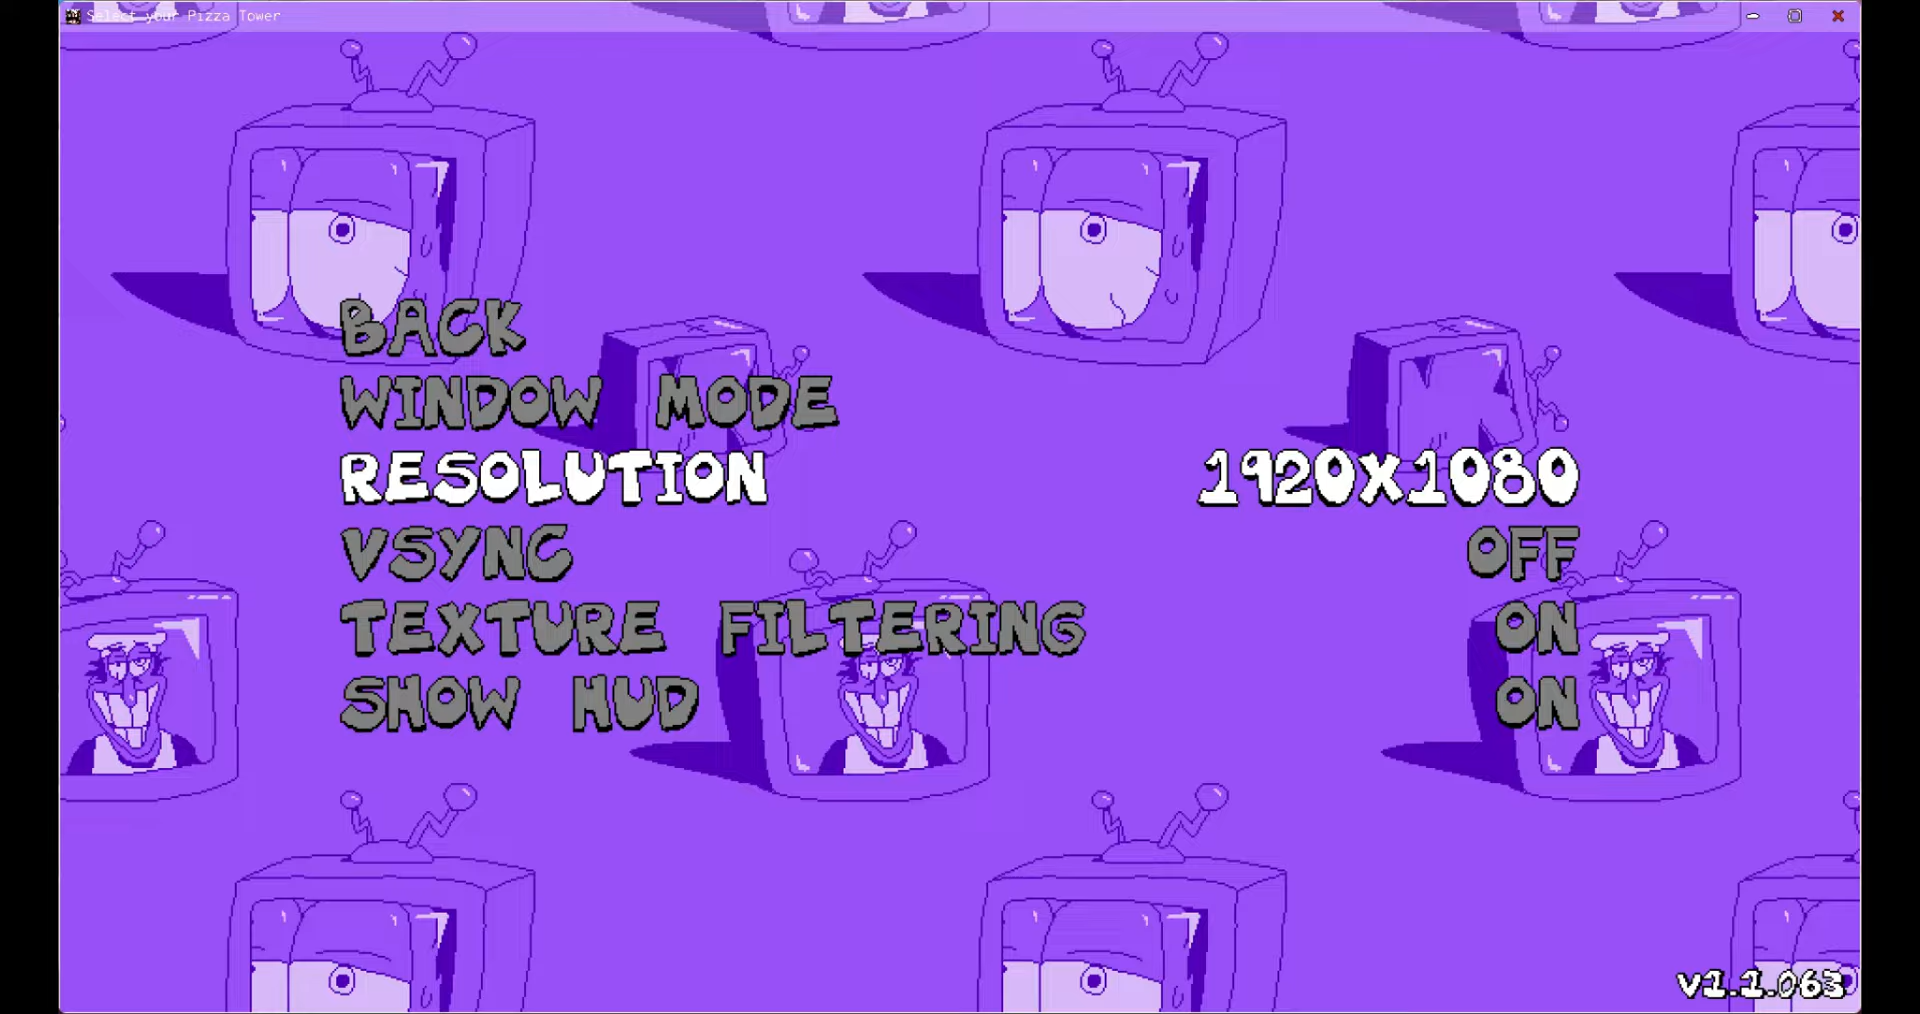 Select your Pizza Tower
BACK
WINDOW MODE
RESOLUTION 1920X1080
VSYNC OFF
TEXTURE FILTERING ON
SHOW HUD ON
v1.1.063